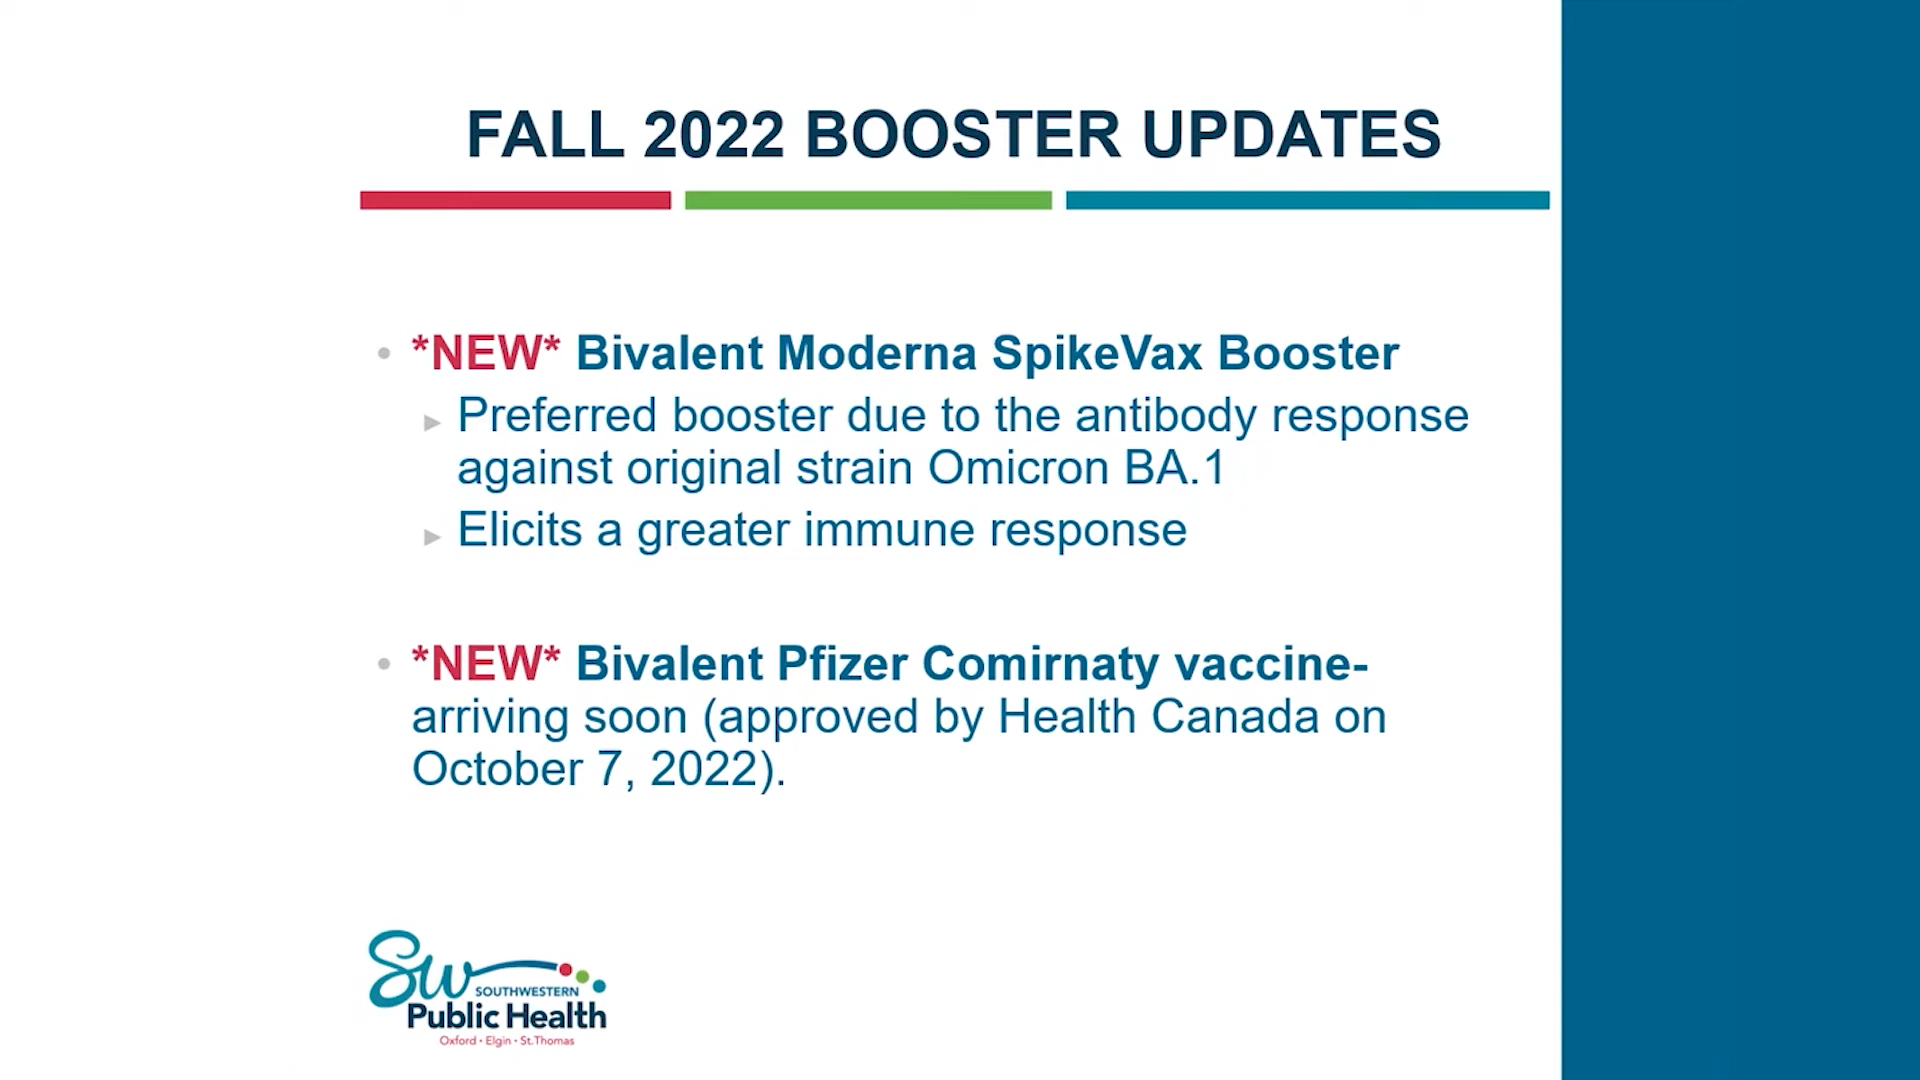 FALL 2022 BOOSTER UPDATES
• *NEW* Bivalent Moderna SpikeVax Booster
▸ Preferred booster due to the antibody response
against original strain Omicron BA.1
▸ Elicits a greater immune response
• *NEW* Bivalent Pfizer Comirnaty vaccine-
arriving soon (approved by Health Canada on
October 7, 2022).
Sw
SOUTHWESTERN
Public Health
Oxford • Elgin • St.Thomas